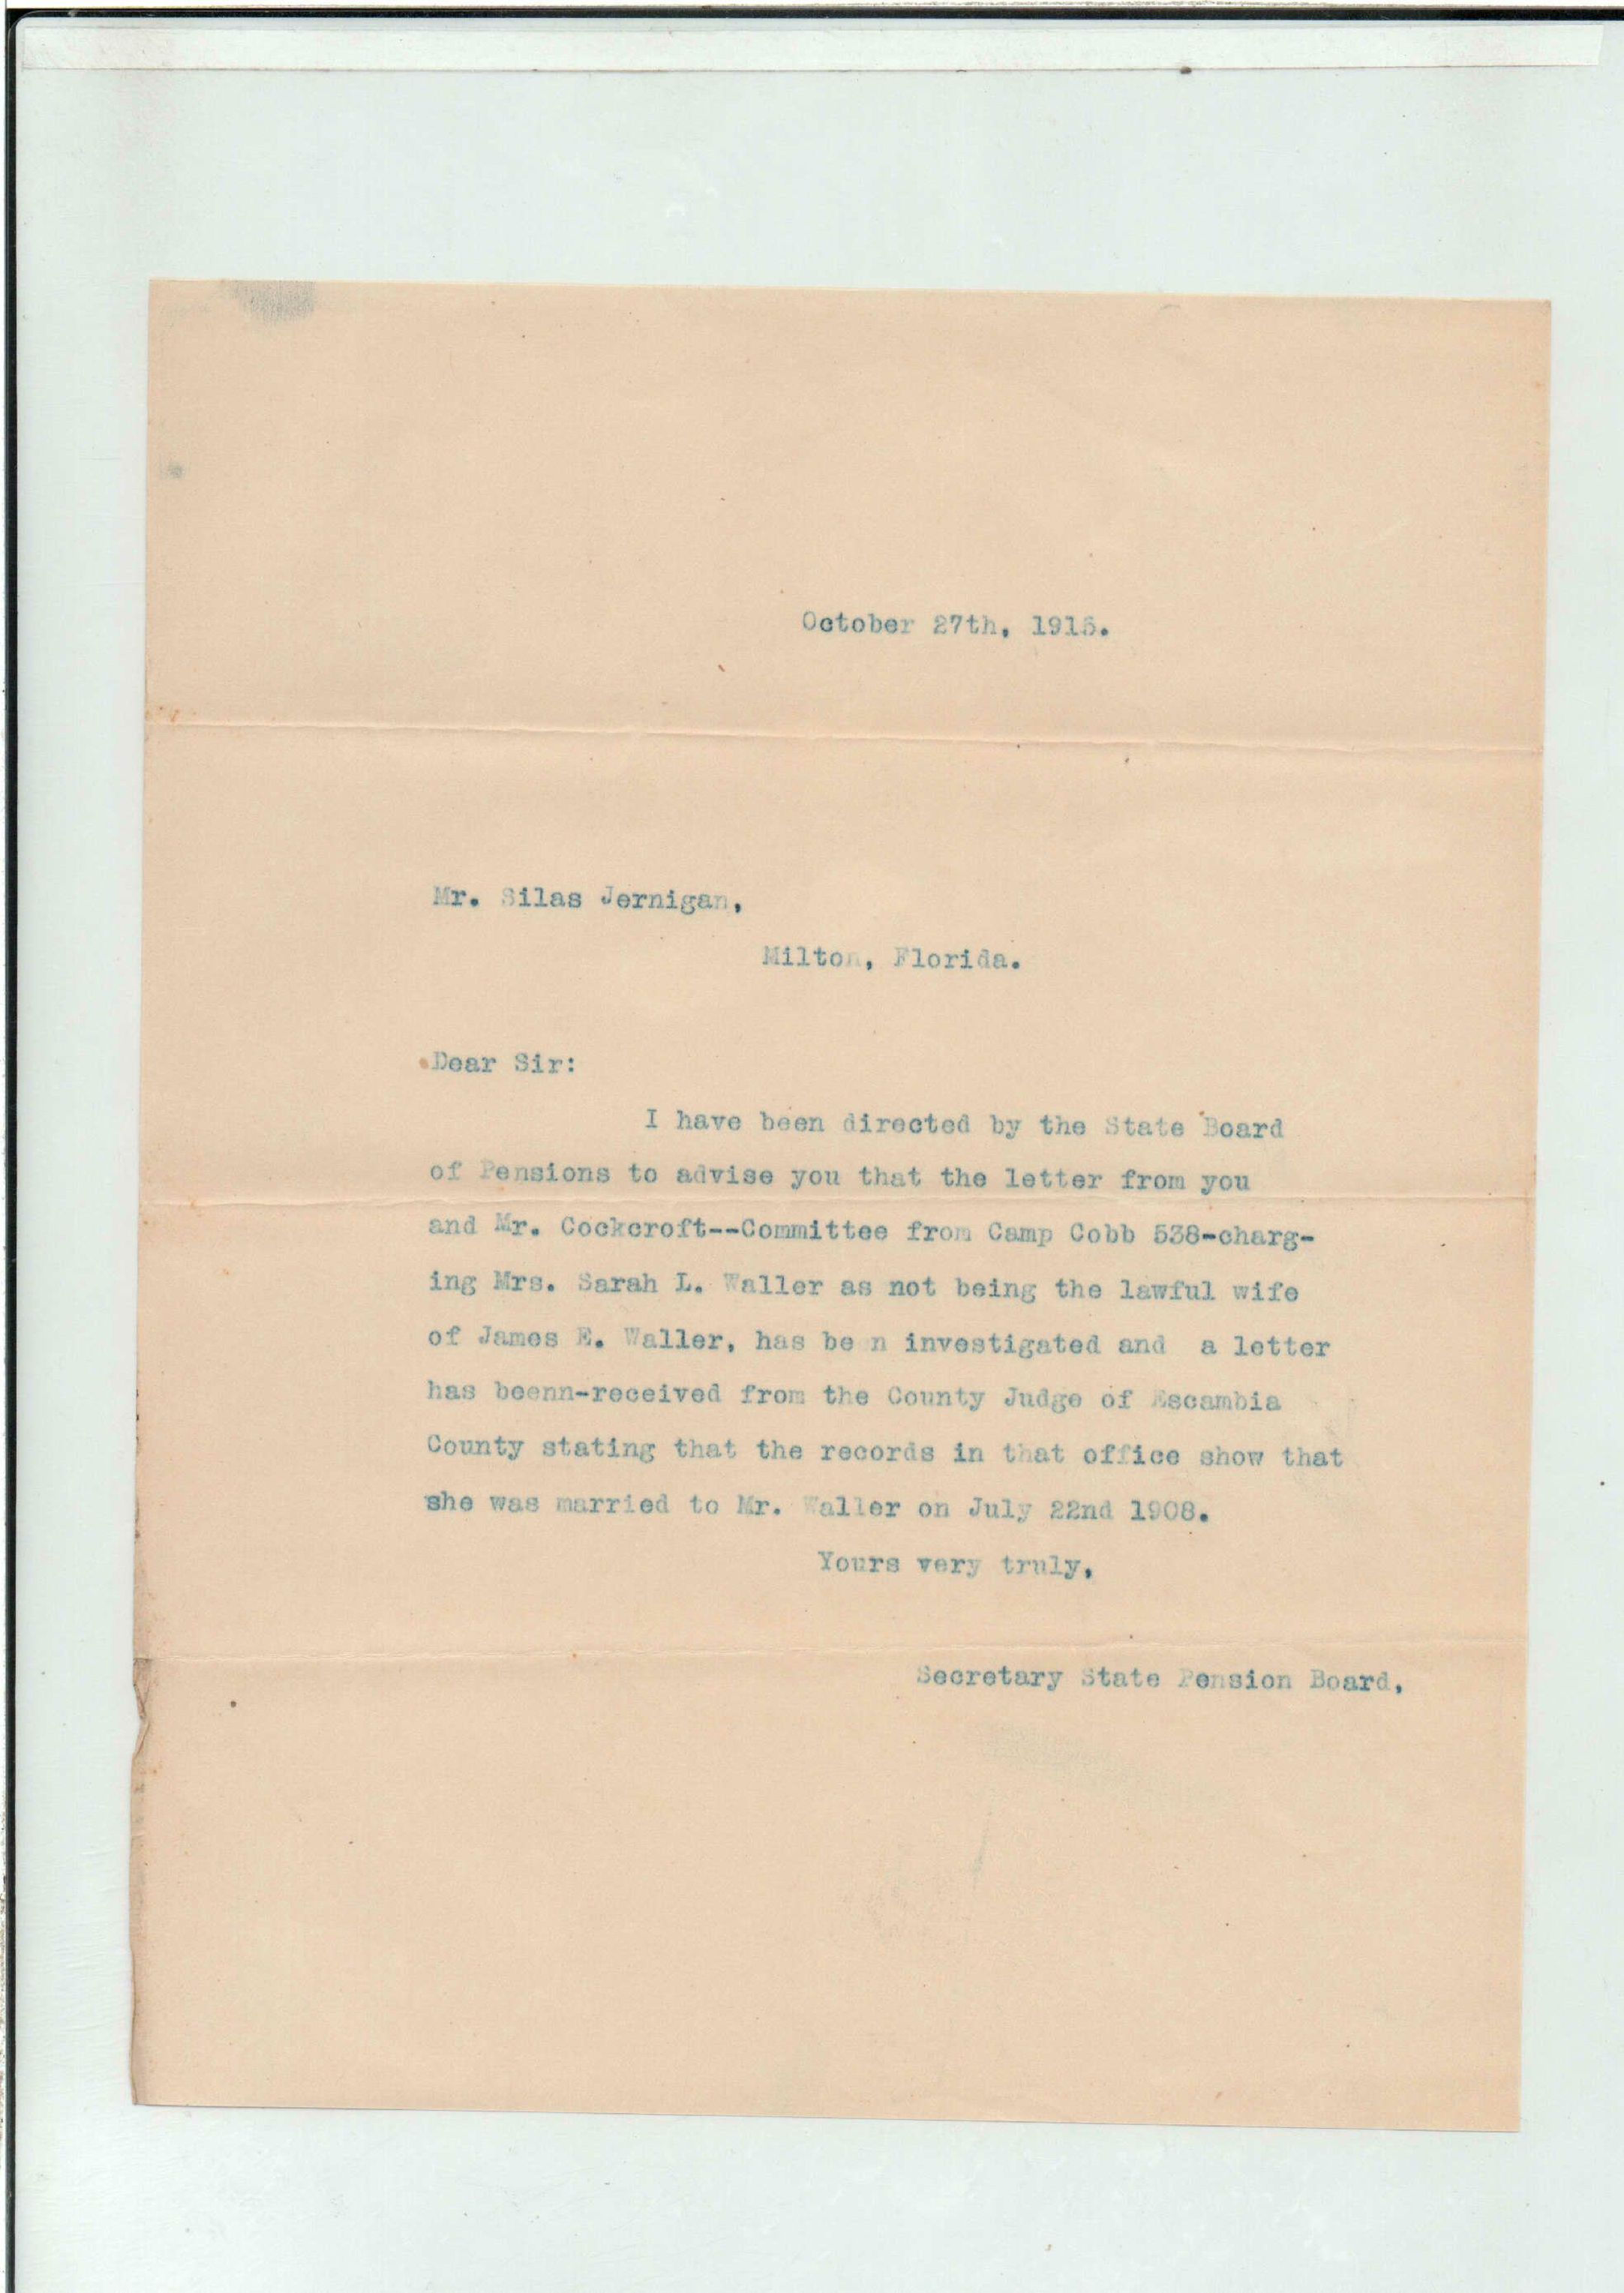 October 27th, 1915.
Mr. Silas Jernigan,
Milton, Florida.
Dear Sir:
I have been directed by the State Board
of Pensions to advise you that the letter from you
and Mr. Cockcroft--Committee from Camp Cobb 538-charg-
ing Mrs. Sarah L. Waller as not being the lawful wife
of James E. Waller, has been investigated and a letter
has beenn-received from the County Judge of Escambia
County stating that the records in that office show that
she was married to Mr. Waller on July 22nd 1908.
Yours very truly,
Secretary State Pension Board,